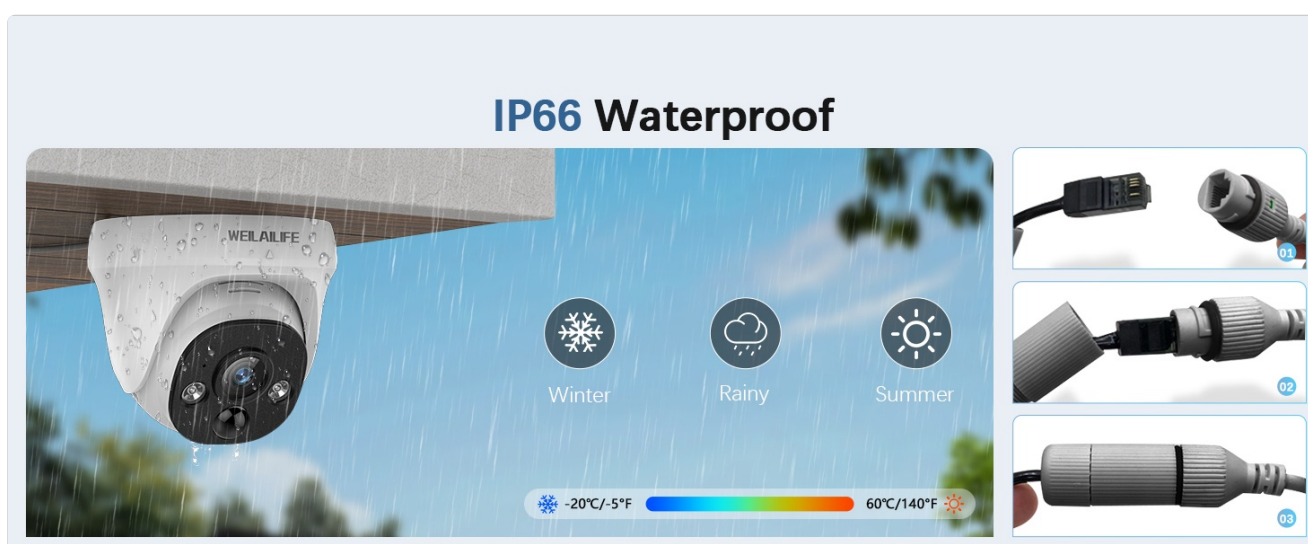 IP66 Waterproof
WEILAILIFE
Winter
Rainy
Summer
-20℃/-5°F
60℃/140°F
01
02
03